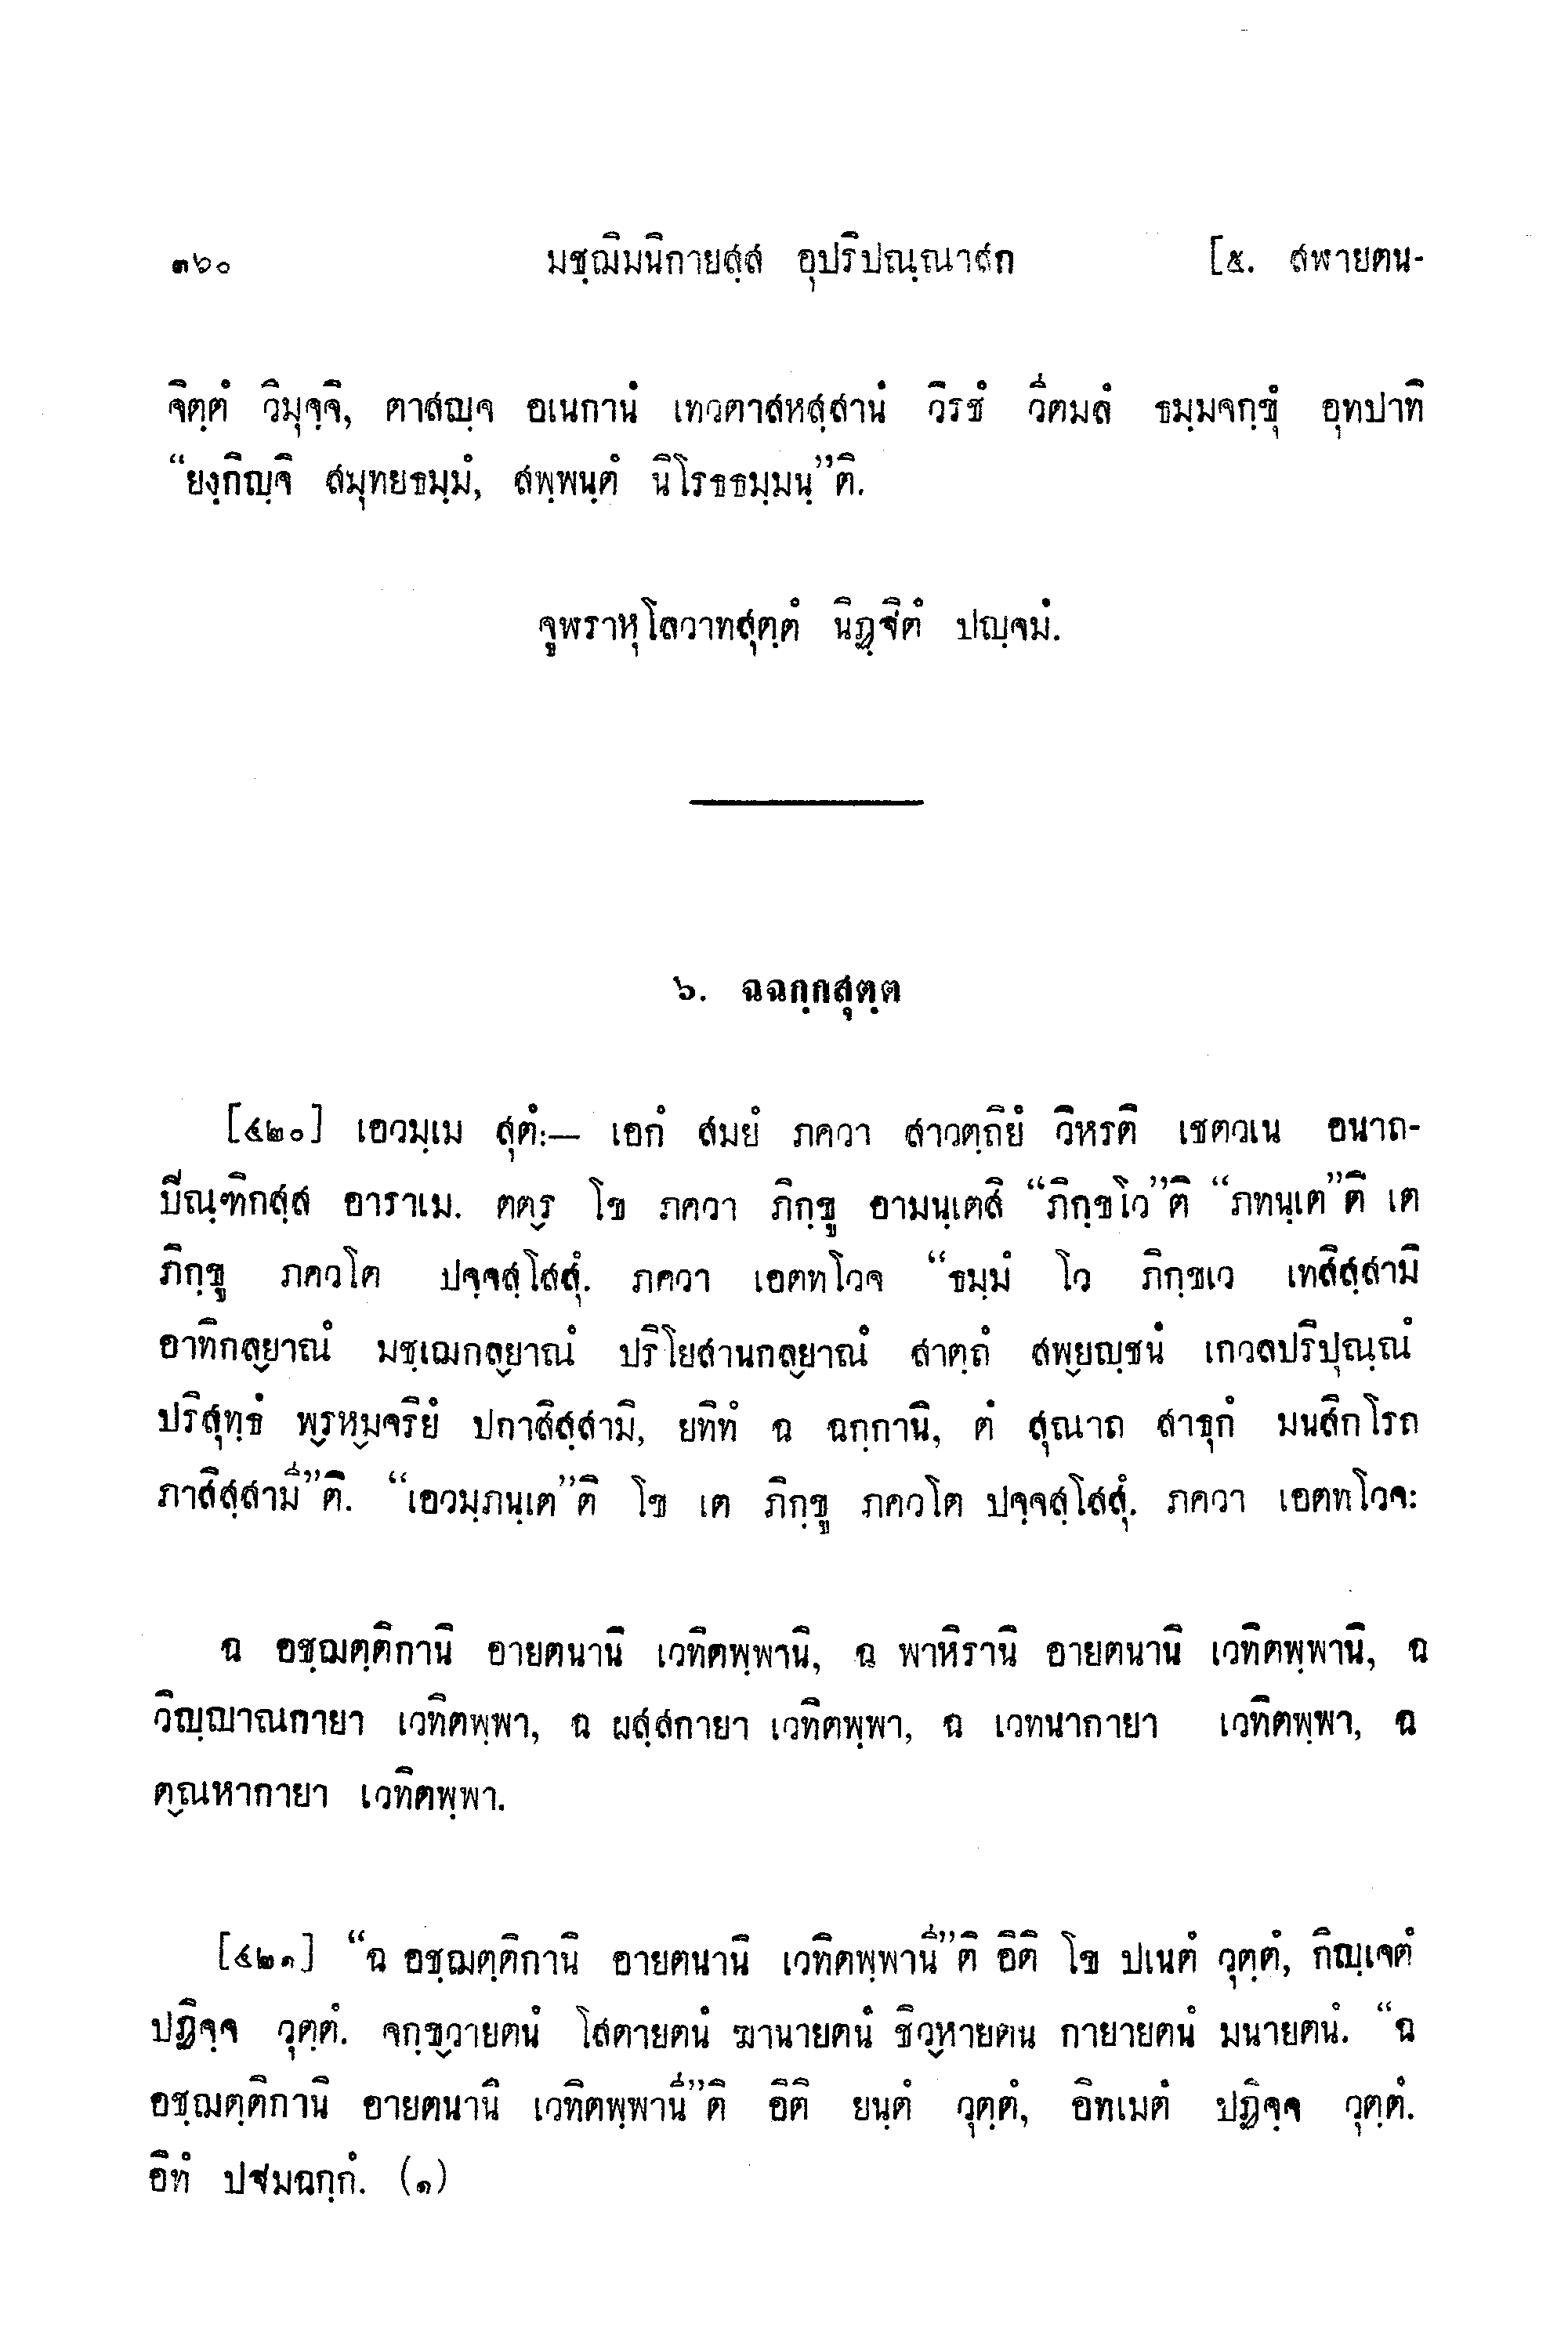 ๓๖๐ มชฺฌิมนิกายสฺส อุปริปณฺณาสก [๕. สฬายตน-
จิตฺตํ วิมุจฺจิ, ตาสญฺจ อเนกานํ เทวตาสหสฺสานํ วิรชํ วีตมลํ ธมฺมจกฺขุํ อุทปาทิ
“ยงฺกิญฺจิ สมุทยธมฺมํ, สพฺพนฺตํ นิโรธธมฺมนฺ”ติ.
จูฬราหุโลวาทสุตฺตํ นิฏฺฐิตํ ปญฺจมํ.
๖. ฉฉกฺกสุตฺต
[๔๒๐] เอวมฺเม สุตํ:— เอกํ สมยํ ภควา สาวตฺถิยํ วิหรติ เชตวเน อนาถ-
ปิณฺฑิกสฺส อาราเม. ตตฺร โข ภควา ภิกฺขู อามนฺเตสิ “ภิกฺขโว”ติ “ภทนฺเต”ติ เต
ภิกฺขู ภควโต ปจฺจสฺโสสุํ. ภควา เอตทโวจ “ธมฺมํ โว ภิกฺขเว เทสิสฺสามิ
อาทิกลฺยาณํ มชฺเฌกลฺยาณํ ปริโยสานกลฺยาณํ สาตฺถํ สพฺยญฺชนํ เกวลปริปุณฺณํ
ปริสุทฺธํ พฺรหฺมจริยํ ปกาสิสฺสามิ, ยทิทํ ฉ ฉกฺกานิ, ตํ สุณาถ สาธุกํ มนสิกโรถ
ภาสิสฺสามี”ติ. “เอวมฺภนฺเต”ติ โข เต ภิกฺขู ภควโต ปจฺจสฺโสสุํ. ภควา เอตทโวจ:
ฉ อชฺฌตฺติกานิ อายตนานิ เวทิตพฺพานิ, ฉ พาหิรานิ อายตนานิ เวทิตพฺพานิ, ฉ
วิญฺญาณกายา เวทิตพฺพา, ฉ ผสฺสกายา เวทิตพฺพา, ฉ เวทนากายา เวทิตพฺพา, ฉ
ตณฺหากายา เวทิตพฺพา.
[๔๒๑] “ฉ อชฺฌตฺติกานิ อายตนานิ เวทิตพฺพานี”ติ อิติ โข ปเนตํ วุตฺตํ, กิญฺเจตํ
ปฏิจฺจ วุตฺตํ. จกฺขฺวายตนํ โสตายตนํ ฆานายตนํ ชิวฺหายตน กายายตนํ มนายตนํ. “ฉ
อชฺฌตฺติกานิ อายตนานิ เวทิตพฺพานี”ติ อิติ ยนฺตํ วุตฺตํ, อิทเมตํ ปฏิจฺจ วุตฺตํ.
อิทํ ปฐมฉกฺกํ. (๑)